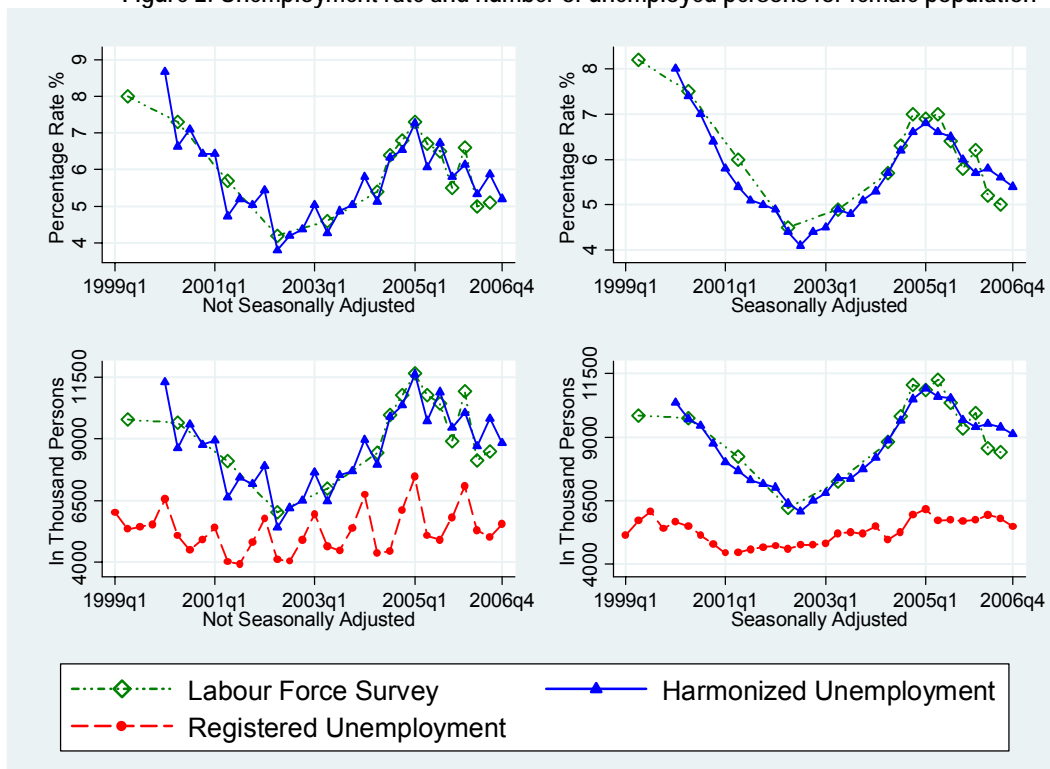 Figure 2. Unemployment rate and number of unemployed persons for female population
Percentage Rate %
9
8
7
6
5
4
1999q1 2001q1 2003q1 2005q1 2006q4
Not Seasonally Adjusted
Percentage Rate %
8
7
6
5
4
1999q1 2001q1 2003q1 2005q1 2006q4
Seasonally Adjusted
In Thousand Persons
11500
9000
6500
4000
1999q1 2001q1 2003q1 2005q1 2006q4
Not Seasonally Adjusted
In Thousand Persons
11500
9000
6500
4000
1999q1 2001q1 2003q1 2005q1 2006q4
Seasonally Adjusted
Labour Force Survey
Harmonized Unemployment
Registered Unemployment